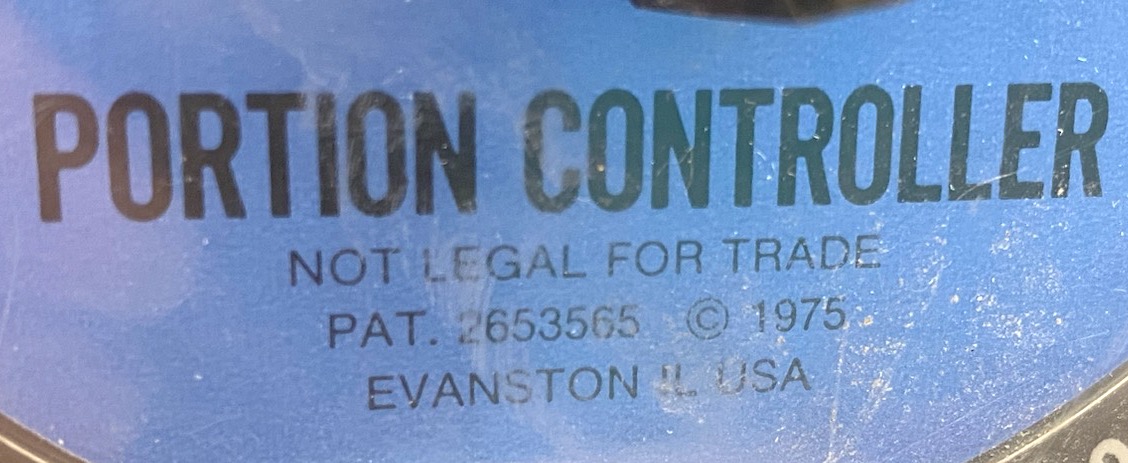 PORTION CONTROLLER
NOT LEGAL FOR TRADE
PAT. 2653565 © 1975
EVANSTON IL USA